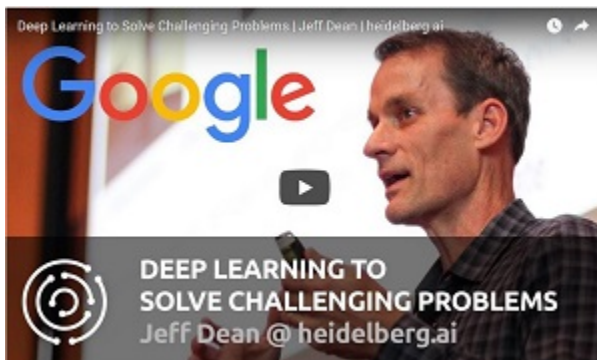 Deep Learning to Solve Challenging Problems | Jeff Dean | heidelberg.ai
Google
DEEP LEARNING TO
SOLVE CHALLENGING PROBLEMS
Jeff Dean @ heidelberg.ai